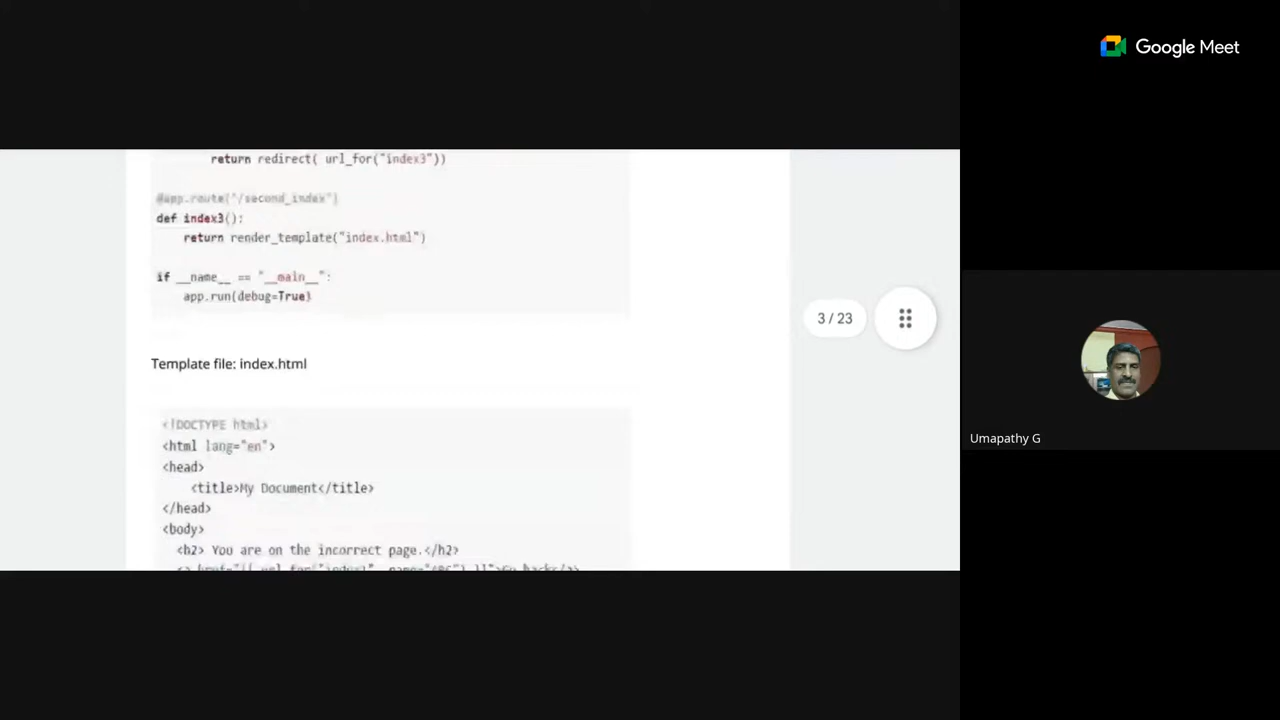 Google Meet
return redirect( url_for("index3"))
@app.route("/second_index")
def index3():
return render_template("index.html")
if __name__ == "__main__":
app.run(debug=True)
3 / 23
Template file: index.html
<!DOCTYPE html>
<html lang="en">
<head>
<title>My Document</title>
</head>
<body>
<h2> You are on the incorrect page.</h2>
Umapathy G